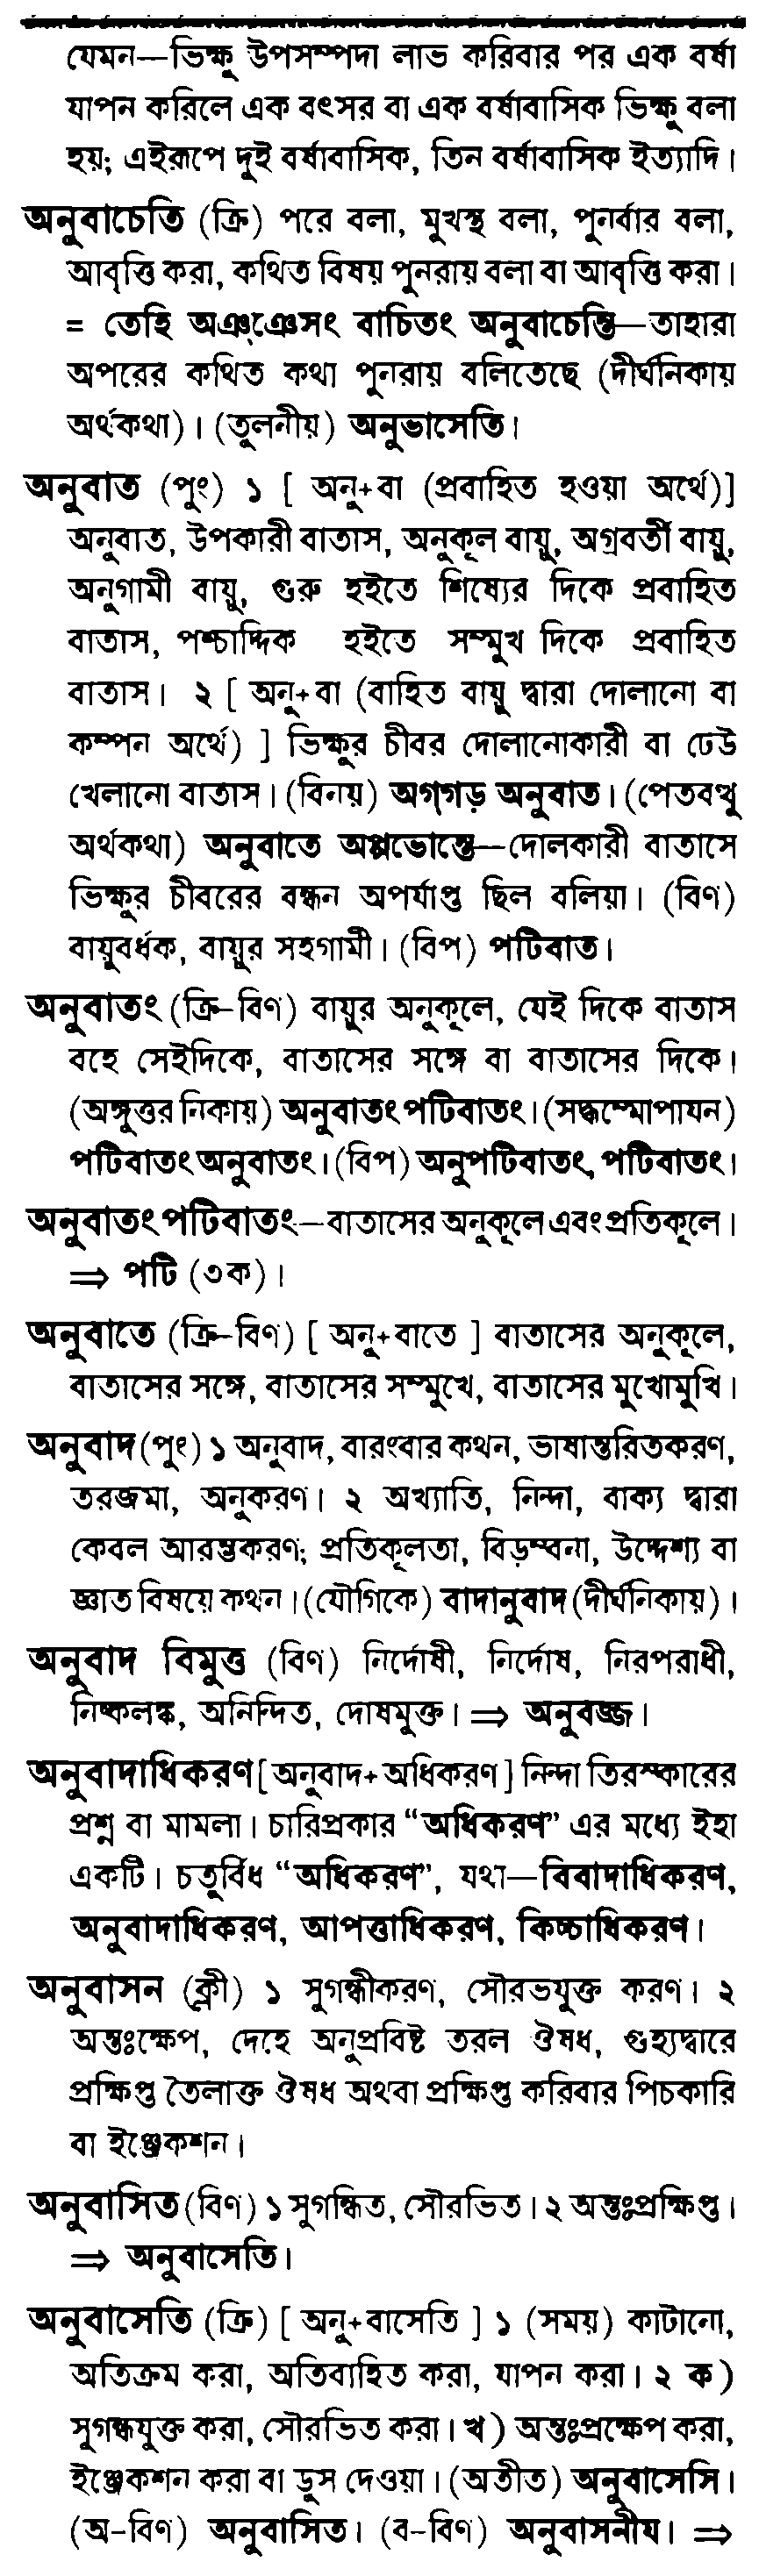 যেমন—ভিক্ষু উপসম্পদা লাভ করিবার পর এক বর্ষা
যাপন করিলে এক বৎসর বা এক বর্ষাবাসিক ভিক্ষু বলা
হয়; এইরূপে দুই বর্ষাবাসিক, তিন বর্ষাবাসিক ইত্যাদি।
অনুবাচেতি (ক্রি) পরে বলা, মুখস্থ বলা, পুনর্বার বলা,
আবৃত্তি করা, কথিত বিষয় পুনরায় বলা বা আবৃত্তি করা।
= তেহি অঞ্ঞেসং বাচিতং অনুবাচেন্তি—তাহারা
অপরের কথিত কথা পুনরায় বলিতেছে (দীর্ঘনিকায়
অর্থকথা)। (তুলনীয়) অনুভাসেতি।
অনুবাত (পুং) ১ [ অনু+বা (প্রবাহিত হওয়া অর্থে)]
অনুবাত, উপকারী বাতাস, অনুকূল বায়ু, অগ্রবর্তী বায়ু,
অনুগামী বায়ু, গুরু হইতে শিষ্যের দিকে প্রবাহিত
বাতাস, পশ্চাদ্দিক হইতে সম্মুখ দিকে প্রবাহিত
বাতাস। ২ [ অনু+বা (বাহিত বায়ু দ্বারা দোলানো বা
কম্পন অর্থে) ] ভিক্ষুর চীবর দোলানোকারী বা ঢেউ
খেলানো বাতাস। (বিনয়) অগ্গড় অনুবাত। (পেতবত্থু
অর্থকথা) অনুবাতে অপ্পভোন্তে—দোলকারী বাতাসে
ভিক্ষুর চীবরের বন্ধন অপর্যাপ্ত ছিল বলিয়া। (বিণ)
বায়ুবর্ধক, বায়ুর সহগামী। (বিপ) পটিবাত।
অনুবাতং (ক্রি-বিণ) বায়ুর অনুকূলে, যেই দিকে বাতাস
বহে সেইদিকে, বাতাসের সঙ্গে বা বাতাসের দিকে।
(অঙ্গুত্তর নিকায়) অনুবাতং পটিবাতং। (সদ্ধম্মোপাযন)
পটিবাতং অনুবাতং। (বিপ) অনুপটিবাতং, পটিবাতং।
অনুবাতং পটিবাতং—বাতাসের অনুকূলে এবং প্রতিকূলে।
⇒ পটি (৩ক)।
অনুবাতে (ক্রি-বিণ) [ অনু+বাতে ] বাতাসের অনুকূলে,
বাতাসের সঙ্গে, বাতাসের সম্মুখে, বাতাসের মুখোমুখি।
অনুবাদ (পুং) ১ অনুবাদ, বারংবার কথন, ভাষান্তরিতকরণ,
তরজমা, অনুকরণ। ২ অখ্যাতি, নিন্দা, বাক্য দ্বারা
কেবল আরম্ভকরণ; প্রতিকূলতা, বিড়ম্বনা, উদ্দেশ্য বা
জ্ঞাত বিষয়ে কথন। (যৌগিকে) বাদানুবাদ (দীর্ঘনিকায়)।
অনুবাদ বিমুত্ত (বিণ) নির্দোষী, নির্দোষ, নিরপরাধী,
নিষ্কলঙ্ক, অনিন্দিত, দোষমুক্ত। ⇒ অনুবজ্জ।
অনুবাদাধিকরণ [ অনুবাদ+ অধিকরণ ] নিন্দা তিরস্কারের
প্রশ্ন বা মামলা। চারিপ্রকার “অধিকরণ” এর মধ্যে ইহা
একটি। চতুর্বিধ “অধিকরণ”, যথা—বিবাদাধিকরণ,
অনুবাদাধিকরণ, আপত্তাধিকরণ, কিচ্চাধিকরণ।
অনুবাসন (ক্লী) ১ সুগন্ধীকরণ, সৌরভযুক্ত করণ। ২
অন্তঃক্ষেপ, দেহে অনুপ্রবিষ্ট তরল ঔষধ, গুহ্যদ্বারে
প্রক্ষিপ্ত তৈলাক্ত ঔষধ অথবা প্রক্ষিপ্ত করিবার পিচকারি
বা ইঞ্জেকশন।
অনুবাসিত (বিণ) ১ সুগন্ধিত, সৌরভিত। ২ অন্তঃপ্রক্ষিপ্ত।
⇒ অনুবাসেতি।
অনুবাসেতি (ক্রি) [ অনু+বাসেতি ] ১ (সময়) কাটানো,
অতিক্রম করা, অতিবাহিত করা, যাপন করা। ২ ক)
সুগন্ধযুক্ত করা, সৌরভিত করা। খ) অন্তঃপ্রক্ষেপ করা,
ইঞ্জেকশন করা বা ডুস দেওয়া। (অতীত) অনুবাসেসি।
(অ-বিণ) অনুবাসিত। (ব-বিণ) অনুবাসনীয। ⇒